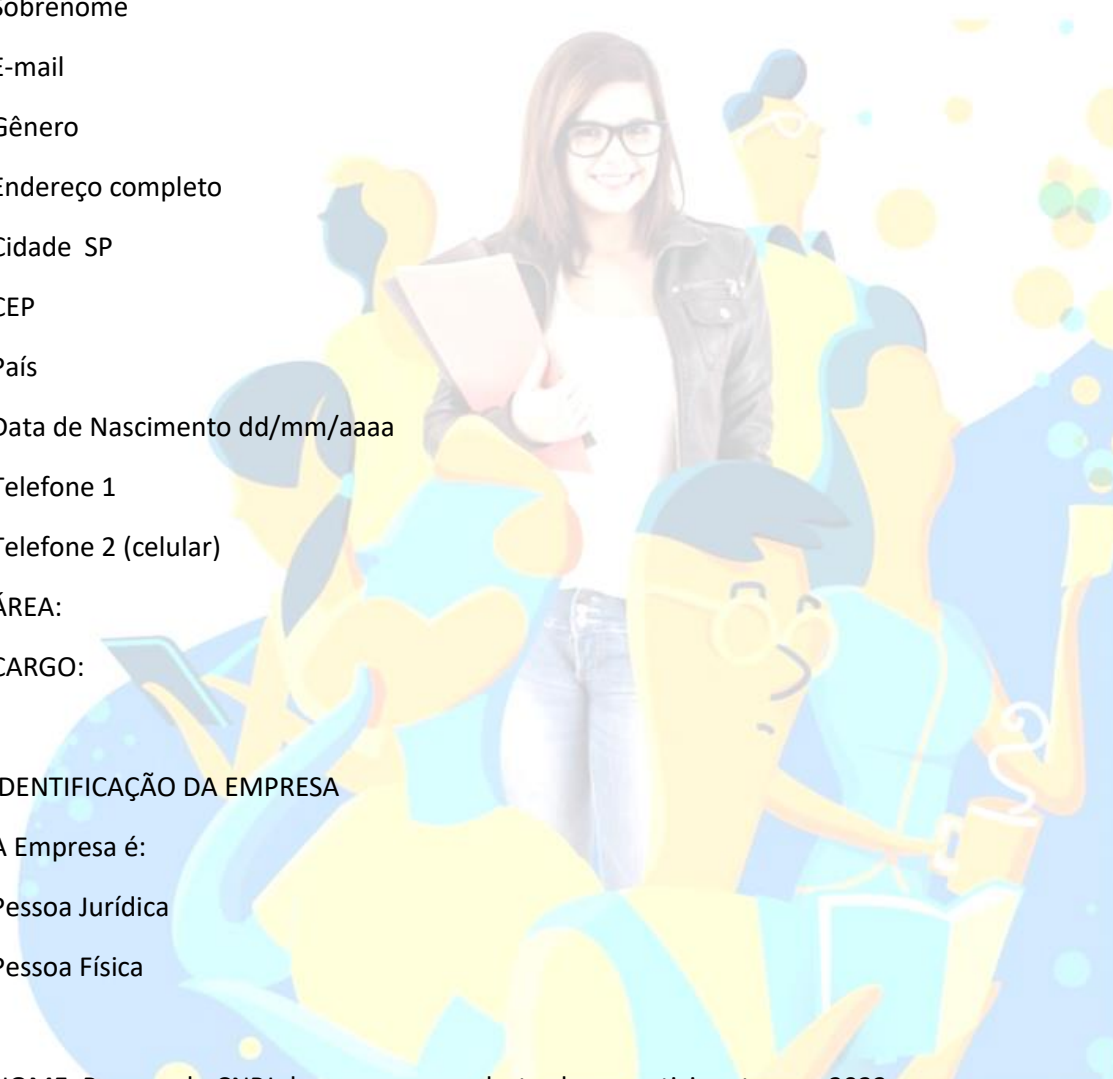 Sobrenome
E-mail
Gênero
Endereço completo
Cidade SP
CEP
País
Data de Nascimento dd/mm/aaaa
Telefone 1
Telefone 2 (celular)
ÁREA:
CARGO:
IDENTIFICAÇÃO DA EMPRESA
A Empresa é:
Pessoa Jurídica
Pessoa Física